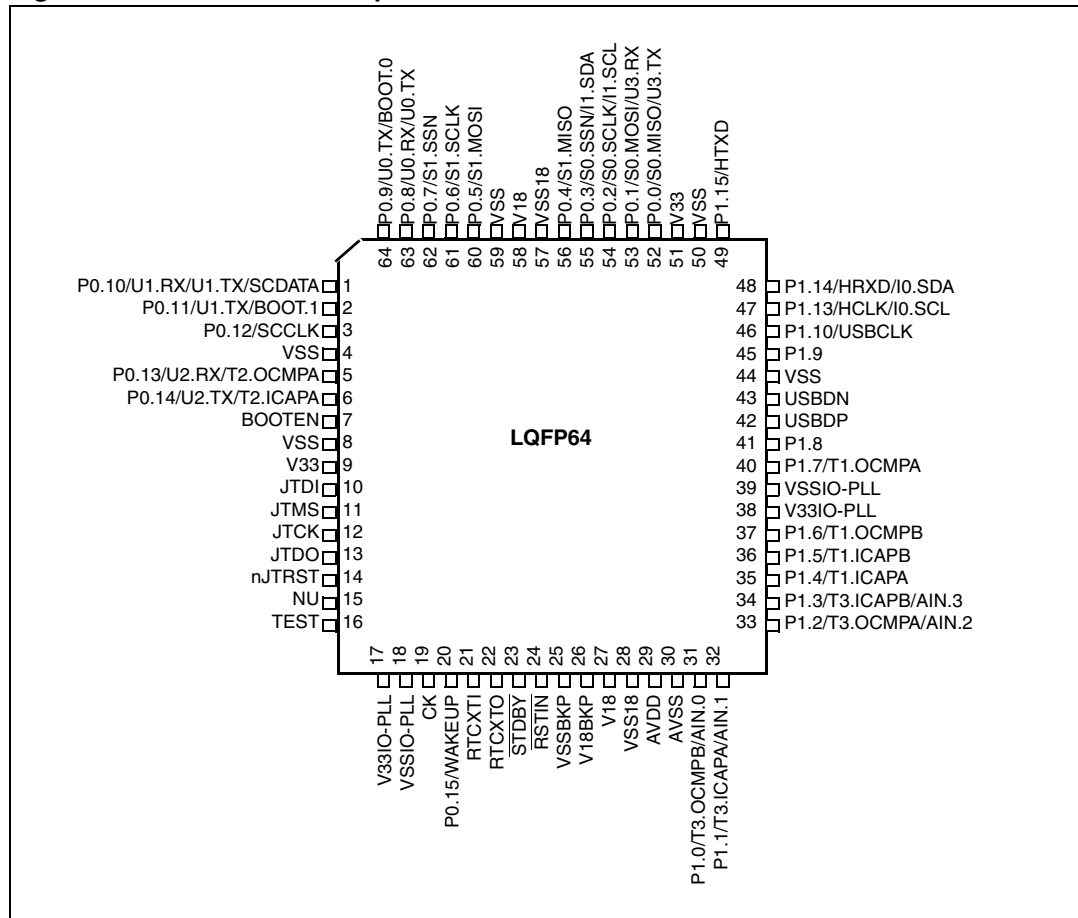 P0.9/U0.TX/BOOT.0
P0.8/U0.RX/U0.TX
P0.7/S1.SSN
P0.6/S1.SCLK
P0.5/S1.MOSI
VSS
V18
VSS18
P0.4/S1.MISO
P0.3/S0.SSN/I1.SDA
P0.2/S0.SCLK/I1.SCL
P0.1/S0.MOSI/U3.RX
P0.0/S0.MISO/U3.TX
V33
VSS
P1.15/HTXD
64
63
62
61
60
59
58
57
56
55
54
53
52
51
50
49
P0.10/U1.RX/U1.TX/SCDATA 1
P0.11/U1.TX/BOOT.1 2
P0.12/SCCLK 3
VSS 4
P0.13/U2.RX/T2.OCMPA 5
P0.14/U2.TX/T2.ICAPA 6
BOOTEN 7
VSS 8
V33 9
JTDI 10
JTMS 11
JTCK 12
JTDO 13
nJTRST 14
NU 15
TEST 16
LQFP64
48 P1.14/HRXD/I0.SDA
47 P1.13/HCLK/I0.SCL
46 P1.10/USBCLK
45 P1.9
44 VSS
43 USBDN
42 USBDP
41 P1.8
40 P1.7/T1.OCMPA
39 VSSIO-PLL
38 V33IO-PLL
37 P1.6/T1.OCMPB
36 P1.5/T1.ICAPB
35 P1.4/T1.ICAPA
34 P1.3/T3.ICAPB/AIN.3
33 P1.2/T3.OCMPA/AIN.2
17
18
19
20
21
22
23
24
25
26
27
28
29
30
31
32
V33IO-PLL
VSSIO-PLL
CK
P0.15/WAKEUP
RTCXTI
RTCXTO
STDBY
RSTIN
VSSBKP
V18BKP
V18
VSS18
AVDD
AVSS
P1.0/T3.OCMPB/AIN.0
P1.1/T3.ICAPA/AIN.1